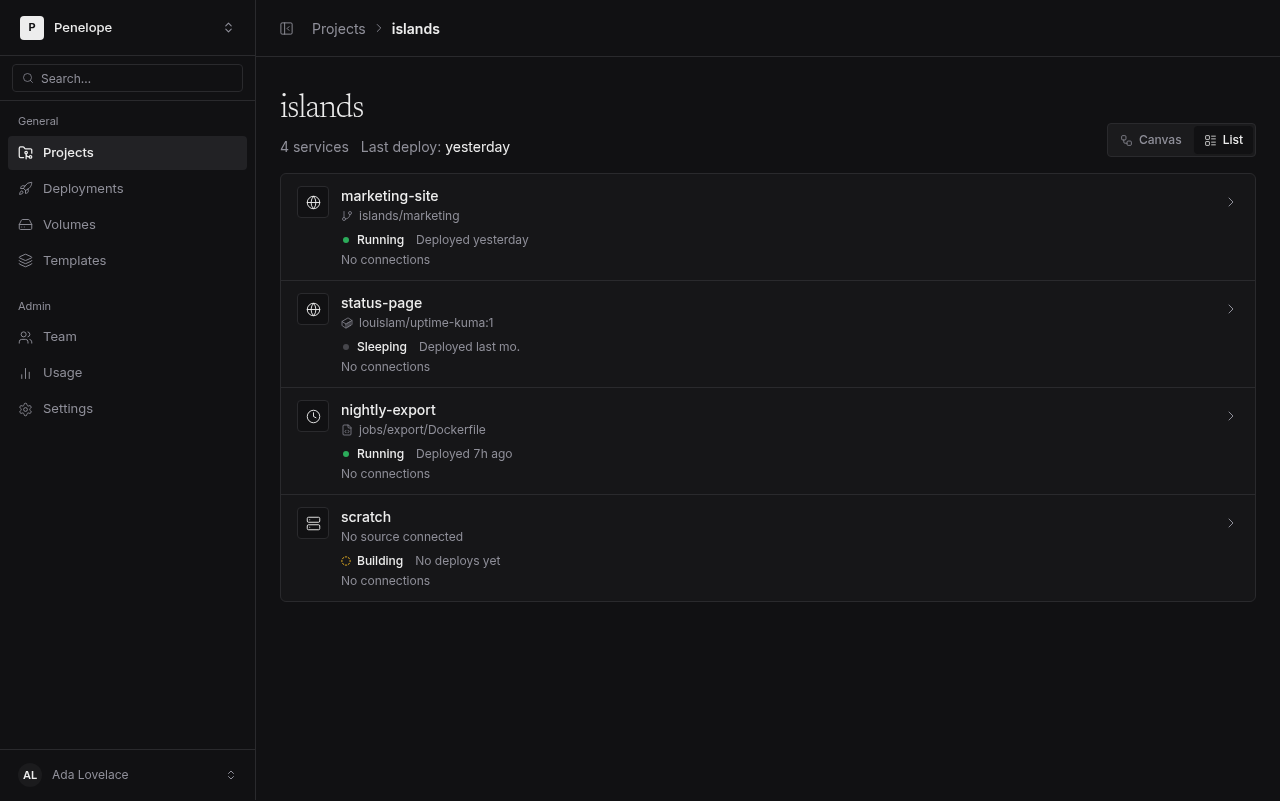 P Penelope
Search...
General
Projects
Deployments
Volumes
Templates
Admin
Team
Usage
Settings
AL Ada Lovelace
Projects > islands
islands
4 services Last deploy: yesterday
Canvas List
marketing-site
islands/marketing
Running Deployed yesterday
No connections
status-page
louislam/uptime-kuma:1
Sleeping Deployed last mo.
No connections
nightly-export
jobs/export/Dockerfile
Running Deployed 7h ago
No connections
scratch
No source connected
Building No deploys yet
No connections